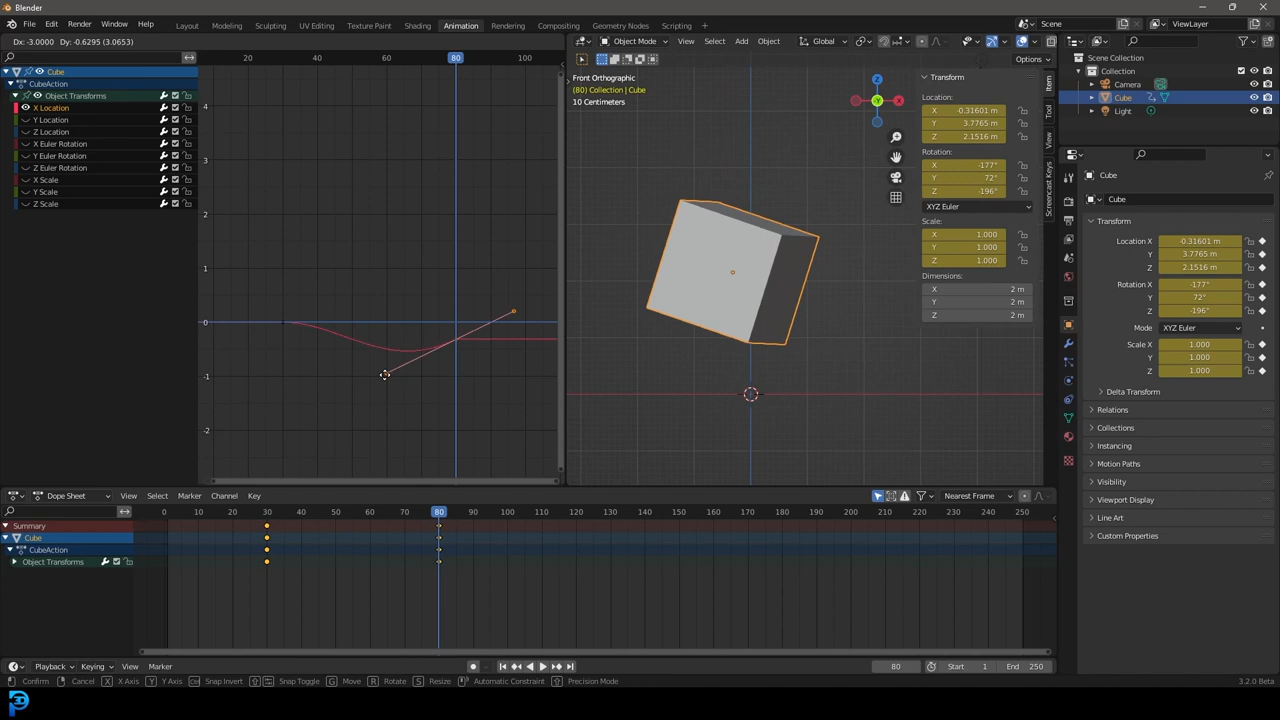 Blender
File Edit Render Window Help Layout Modeling Sculpting UV Editing Texture Paint Shading Animation Rendering Compositing Geometry Nodes Scripting + Scene ViewLayer
Dx: -3.0000 Dy: -0.6295 (3.0653)
Object Mode View Select Add Object Global
Options
20 40 60 80 100
4
3
2
1
0
-1
-2
Cube
CubeAction
Object Transforms
X Location
Y Location
Z Location
X Euler Rotation
Y Euler Rotation
Z Euler Rotation
X Scale
Y Scale
Z Scale
Front Orthographic
(80) Collection | Cube
10 Centimeters
Z
Y
X
Transform
Location:
X -0.31601 m
Y 3.7765 m
Z 2.1516 m
Rotation:
X -177°
Y 72°
Z -196°
XYZ Euler
Scale:
X 1.000
Y 1.000
Z 1.000
Dimensions:
X 2 m
Y 2 m
Z 2 m
Item
Tool
View
Screencast Keys
Scene Collection
Collection
Camera
Cube
Light
Cube
Cube
Transform
Location X -0.31601 m
Y 3.7765 m
Z 2.1516 m
Rotation X -177°
Y 72°
Z -196°
Mode XYZ Euler
Scale X 1.000
Y 1.000
Z 1.000
Delta Transform
Relations
Collections
Instancing
Motion Paths
Visibility
Viewport Display
Line Art
Custom Properties
Dope Sheet View Select Marker Channel Key Nearest Frame
0 10 20 30 40 50 60 70 80 90 100 110 120 130 140 150 160 170 180 190 200 210 220 230 240 250
Summary
Cube
CubeAction
Object Transforms
Playback Keying View Marker 80 Start 1 End 250
Confirm Cancel X X Axis Y Y Axis Snap Invert Snap Toggle G Move R Rotate S Resize Automatic Constraint Precision Mode 3.2.0 Beta